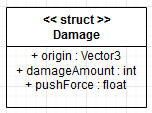 << struct >>
Damage
+ origin : Vector3
+ damageAmount : int
+ pushForce : float